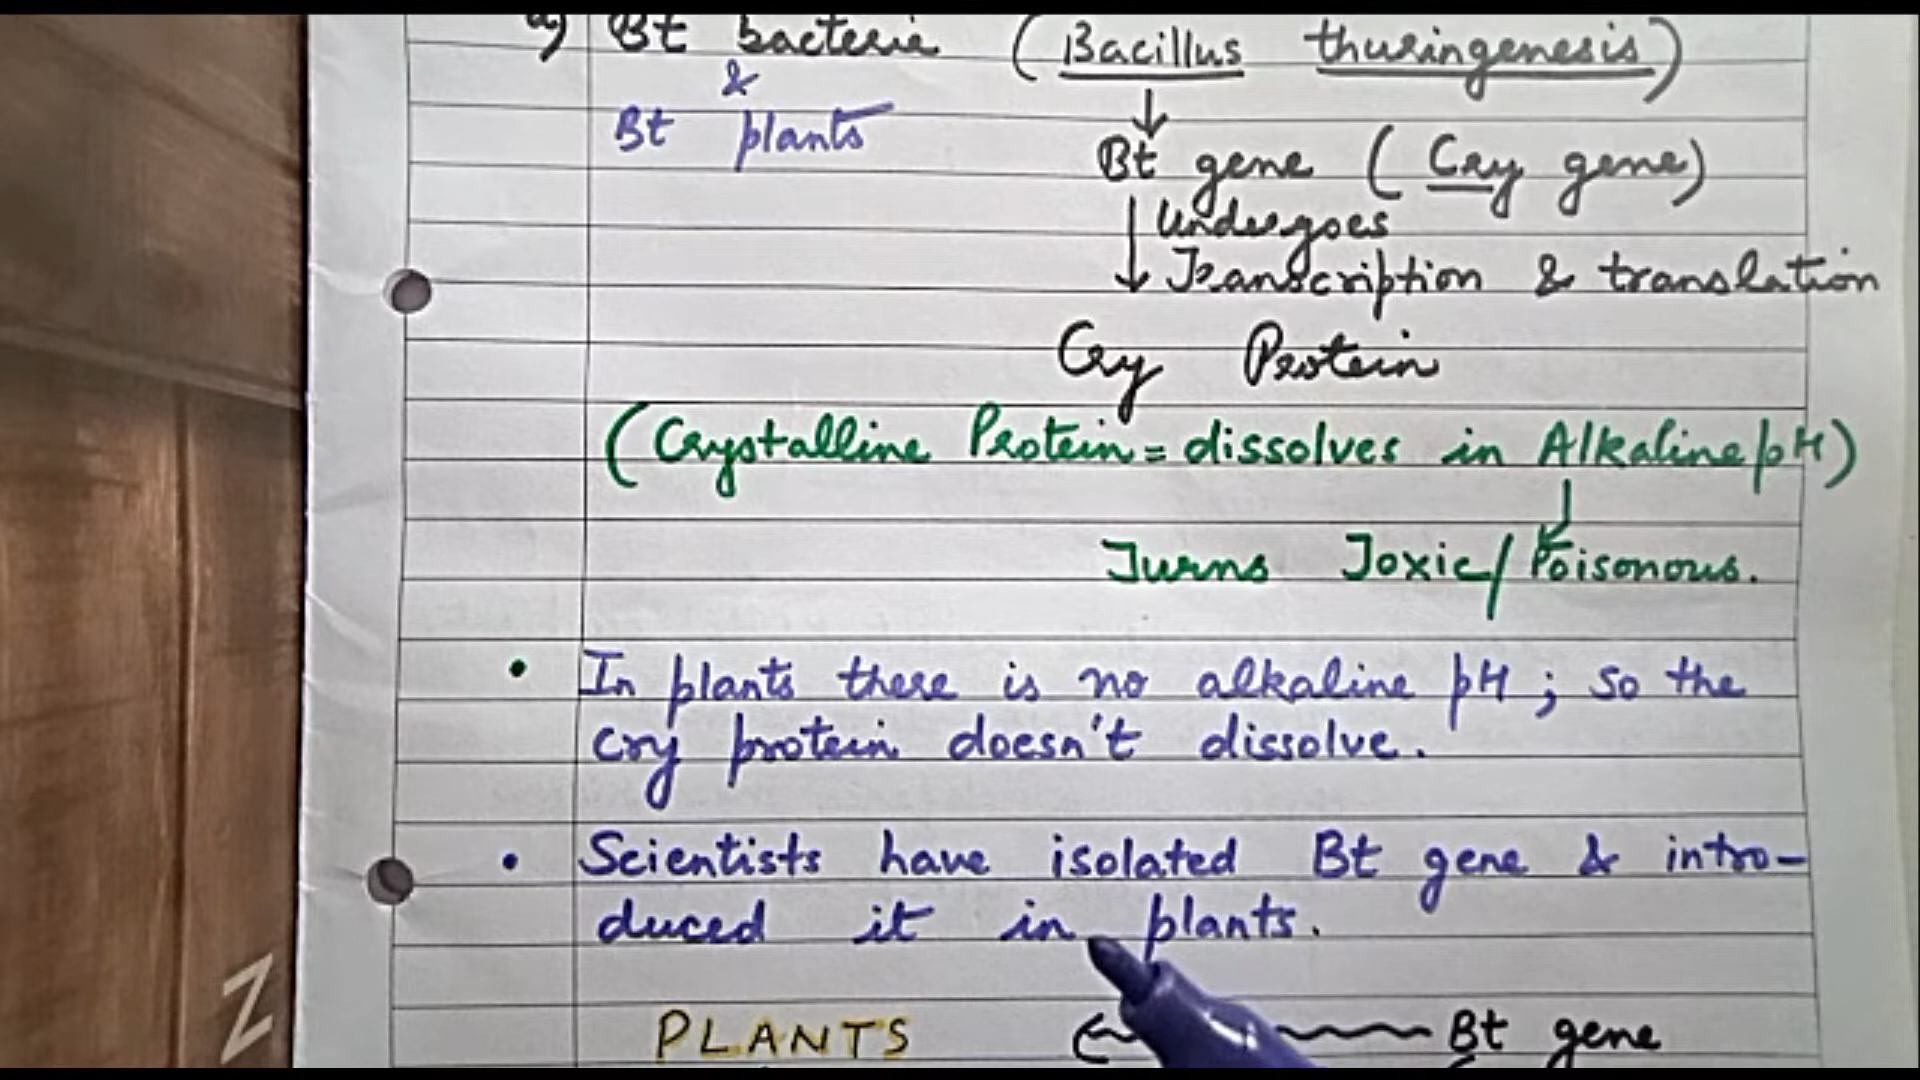 a) Bt bacteria (Bacillus thuringenesis)
&
Bt plants
↓
Bt gene (Cry gene)
↓ Undergoes
Transcription & translation
Cry Protein
(Crystalline Protein = dissolves in Alkaline pH)
↓
Turns Toxic/Poisonous.
• In plants there is no alkaline pH; so the
cry protein doesn't dissolve.
• Scientists have isolated Bt gene & intro-
duced it in plants.
PLANTS ← Bt gene
Z